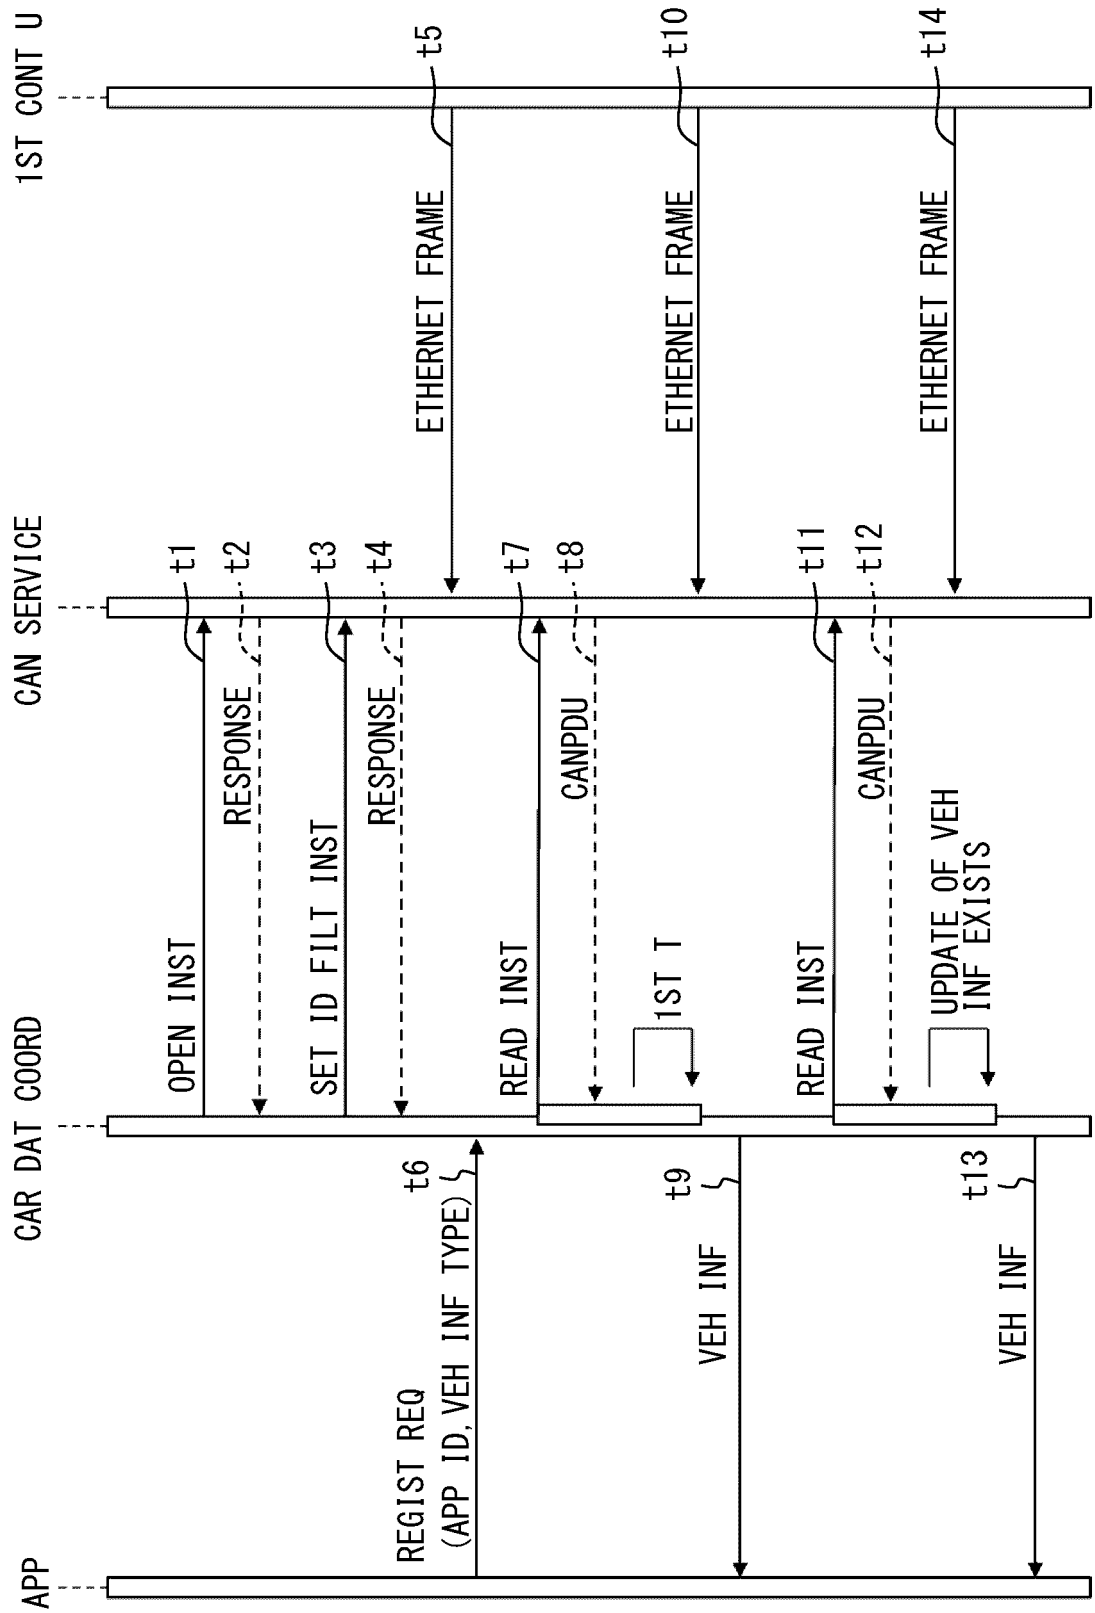 APP
CAR DAT COORD
CAN SERVICE
1ST CONT U
OPEN INST
t1
RESPONSE
t2
SET ID FILT INST
t3
RESPONSE
t4
ETHERNET FRAME
t5
REGIST REQ
(APP ID, VEH INF TYPE)
t6
READ INST
t7
CANPDU
t8
1ST T
ETHERNET FRAME
t10
VEH INF
t9
READ INST
t11
CANPDU
t12
UPDATE OF VEH
INF EXISTS
ETHERNET FRAME
t14
VEH INF
t13